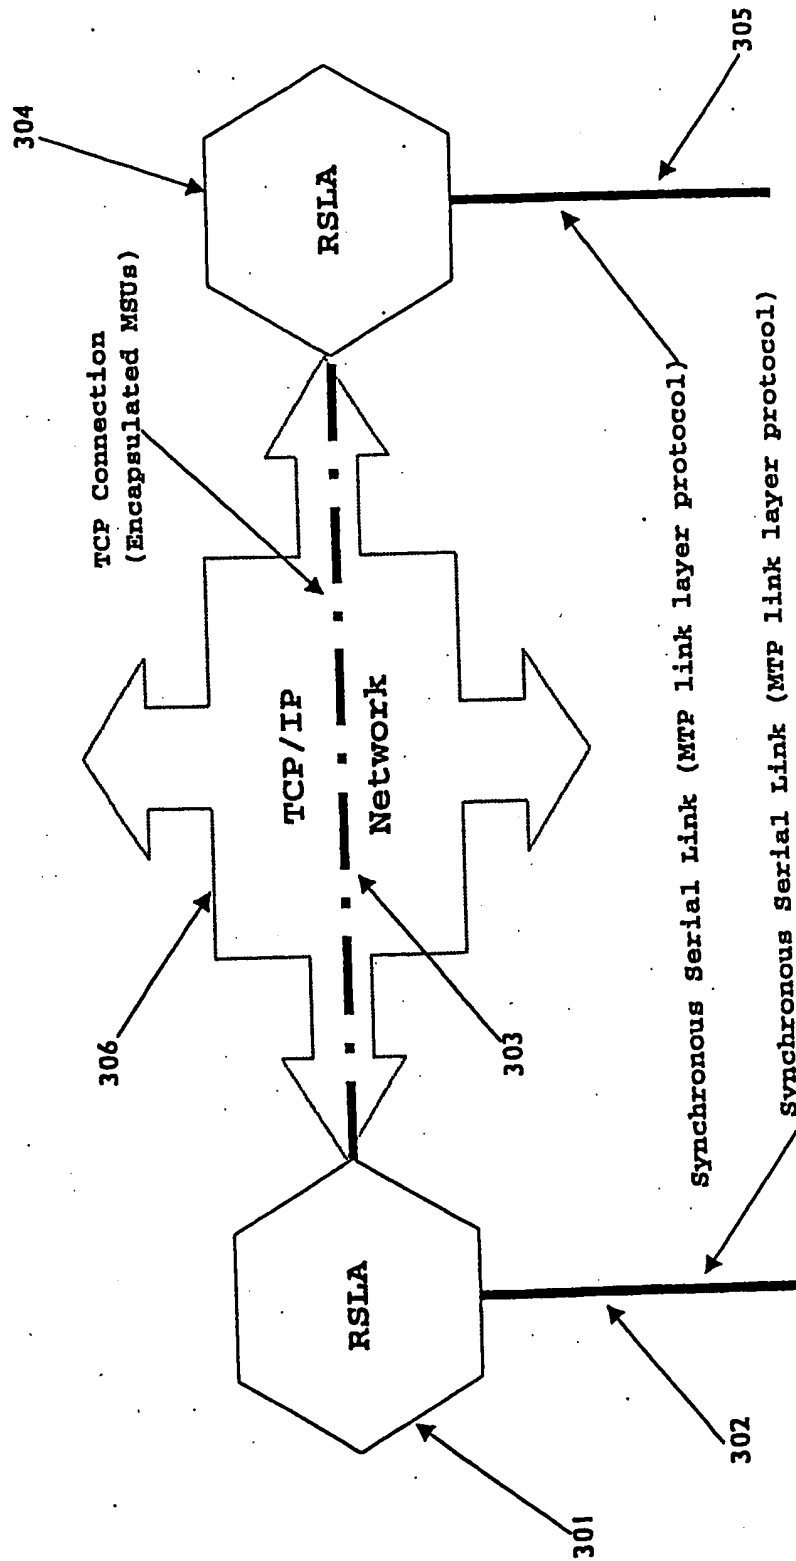 304
TCP Connection
(Encapsulated MSUs)
306
RSLA
TCP/IP
Network
RSLA
303
301
302
305
Synchronous Serial Link (MTP link layer protocol)
Synchronous Serial Link (MTP link layer protocol)